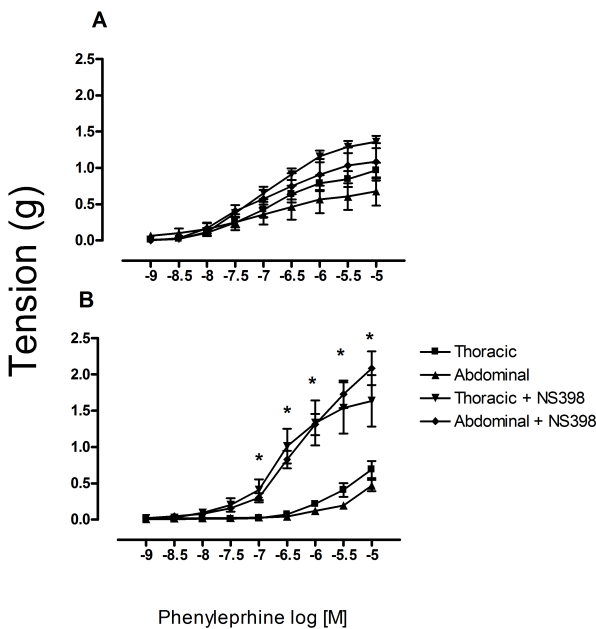 A
2.5
2.0
1.5
1.0
0.5
0.0
-9 -8.5 -8 -7.5 -7 -6.5 -6 -5.5 -5
Tension (g)
B
2.5
2.0
1.5
1.0
0.5
0.0
* * * * *
-9 -8.5 -8 -7.5 -7 -6.5 -6 -5.5 -5
Thoracic
Abdominal
Thoracic + NS398
Abdominal + NS398
Phenyleprhine log [M]